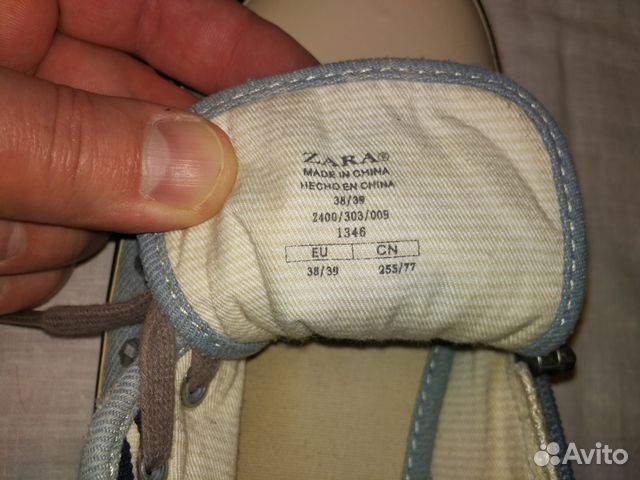 ZARA®
MADE IN CHINA
HECHO EN CHINA
38/39
2400/303/009
1346
EU CN
38/39 255/77
Avito